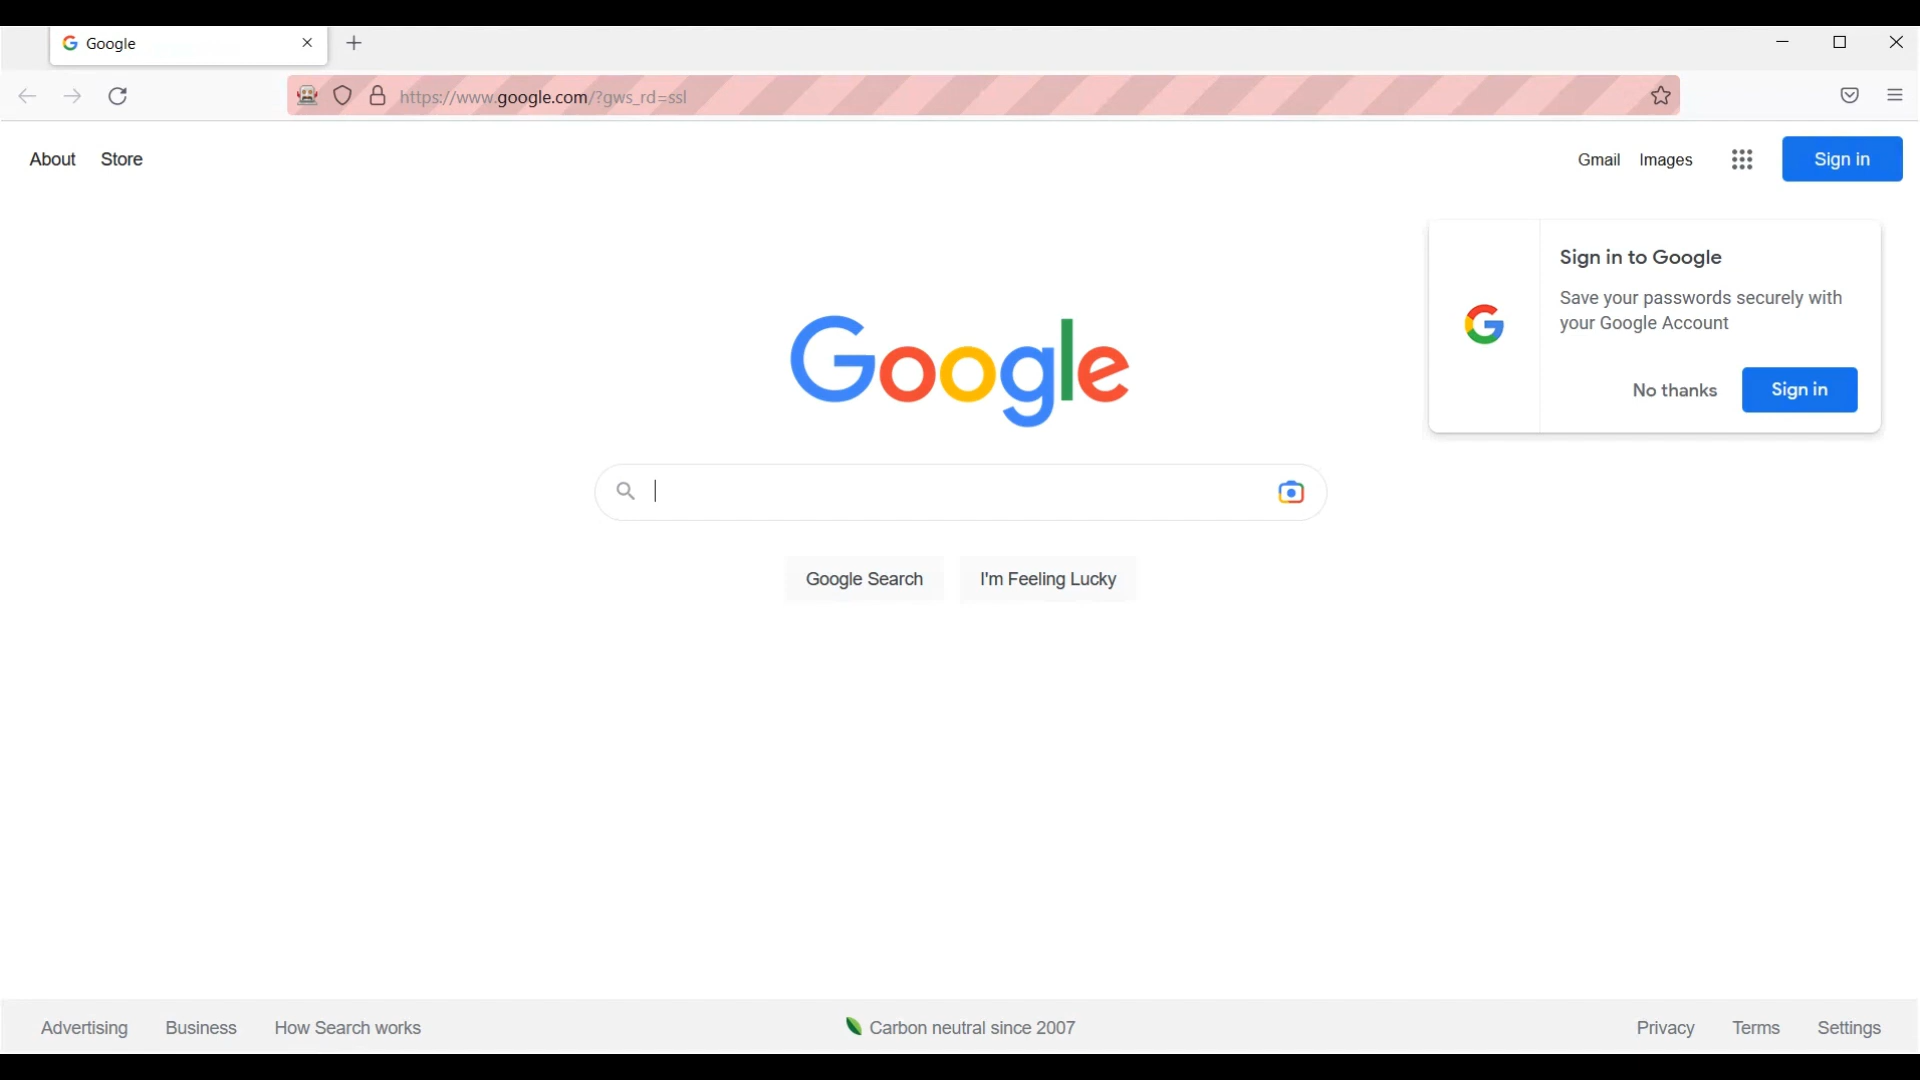 Google
https://www.google.com/?gws_rd=ssl
About Store
Gmail Images Sign in
Sign in to Google
Save your passwords securely with
your Google Account
No thanks Sign in
Google
Google Search I'm Feeling Lucky
Advertising Business How Search works
Carbon neutral since 2007
Privacy Terms Settings